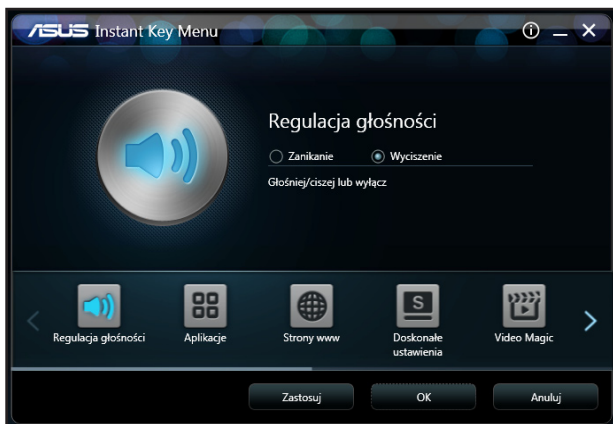 ASUS Instant Key Menu
Regulacja głośności
Zanikanie Wyciszenie
Głośniej/ciszej lub wyłącz
S
Regulacja głośności Aplikacje Strony www Doskonałe ustawienia Video Magic
Zastosuj OK Anuluj